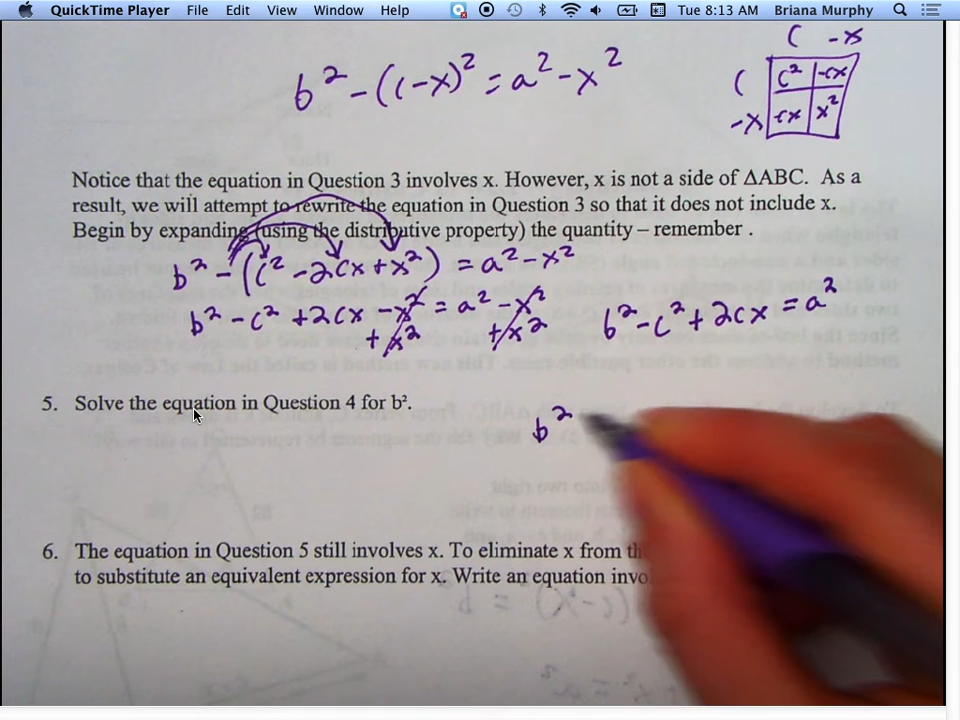 QuickTime Player File Edit View Window Help Tue 8:13 AM Briana Murphy
b² - (c-x)² = a² - x²
c -x
c c² -cx
-x -cx x²
Notice that the equation in Question 3 involves x. However, x is not a side of ΔABC. As a
result, we will attempt to rewrite the equation in Question 3 so that it does not include x.
Begin by expanding (using the distributive property) the quantity – remember .
b² - (c² - 2cx + x²) = a² - x²
b² - c² + 2cx - x² = a² - x²
+x² +x²
b² - c² + 2cx = a²
5. Solve the equation in Question 4 for b².
b²
6. The equation in Question 5 still involves x. To eliminate x from
to substitute an equivalent expression for x. Write an equation